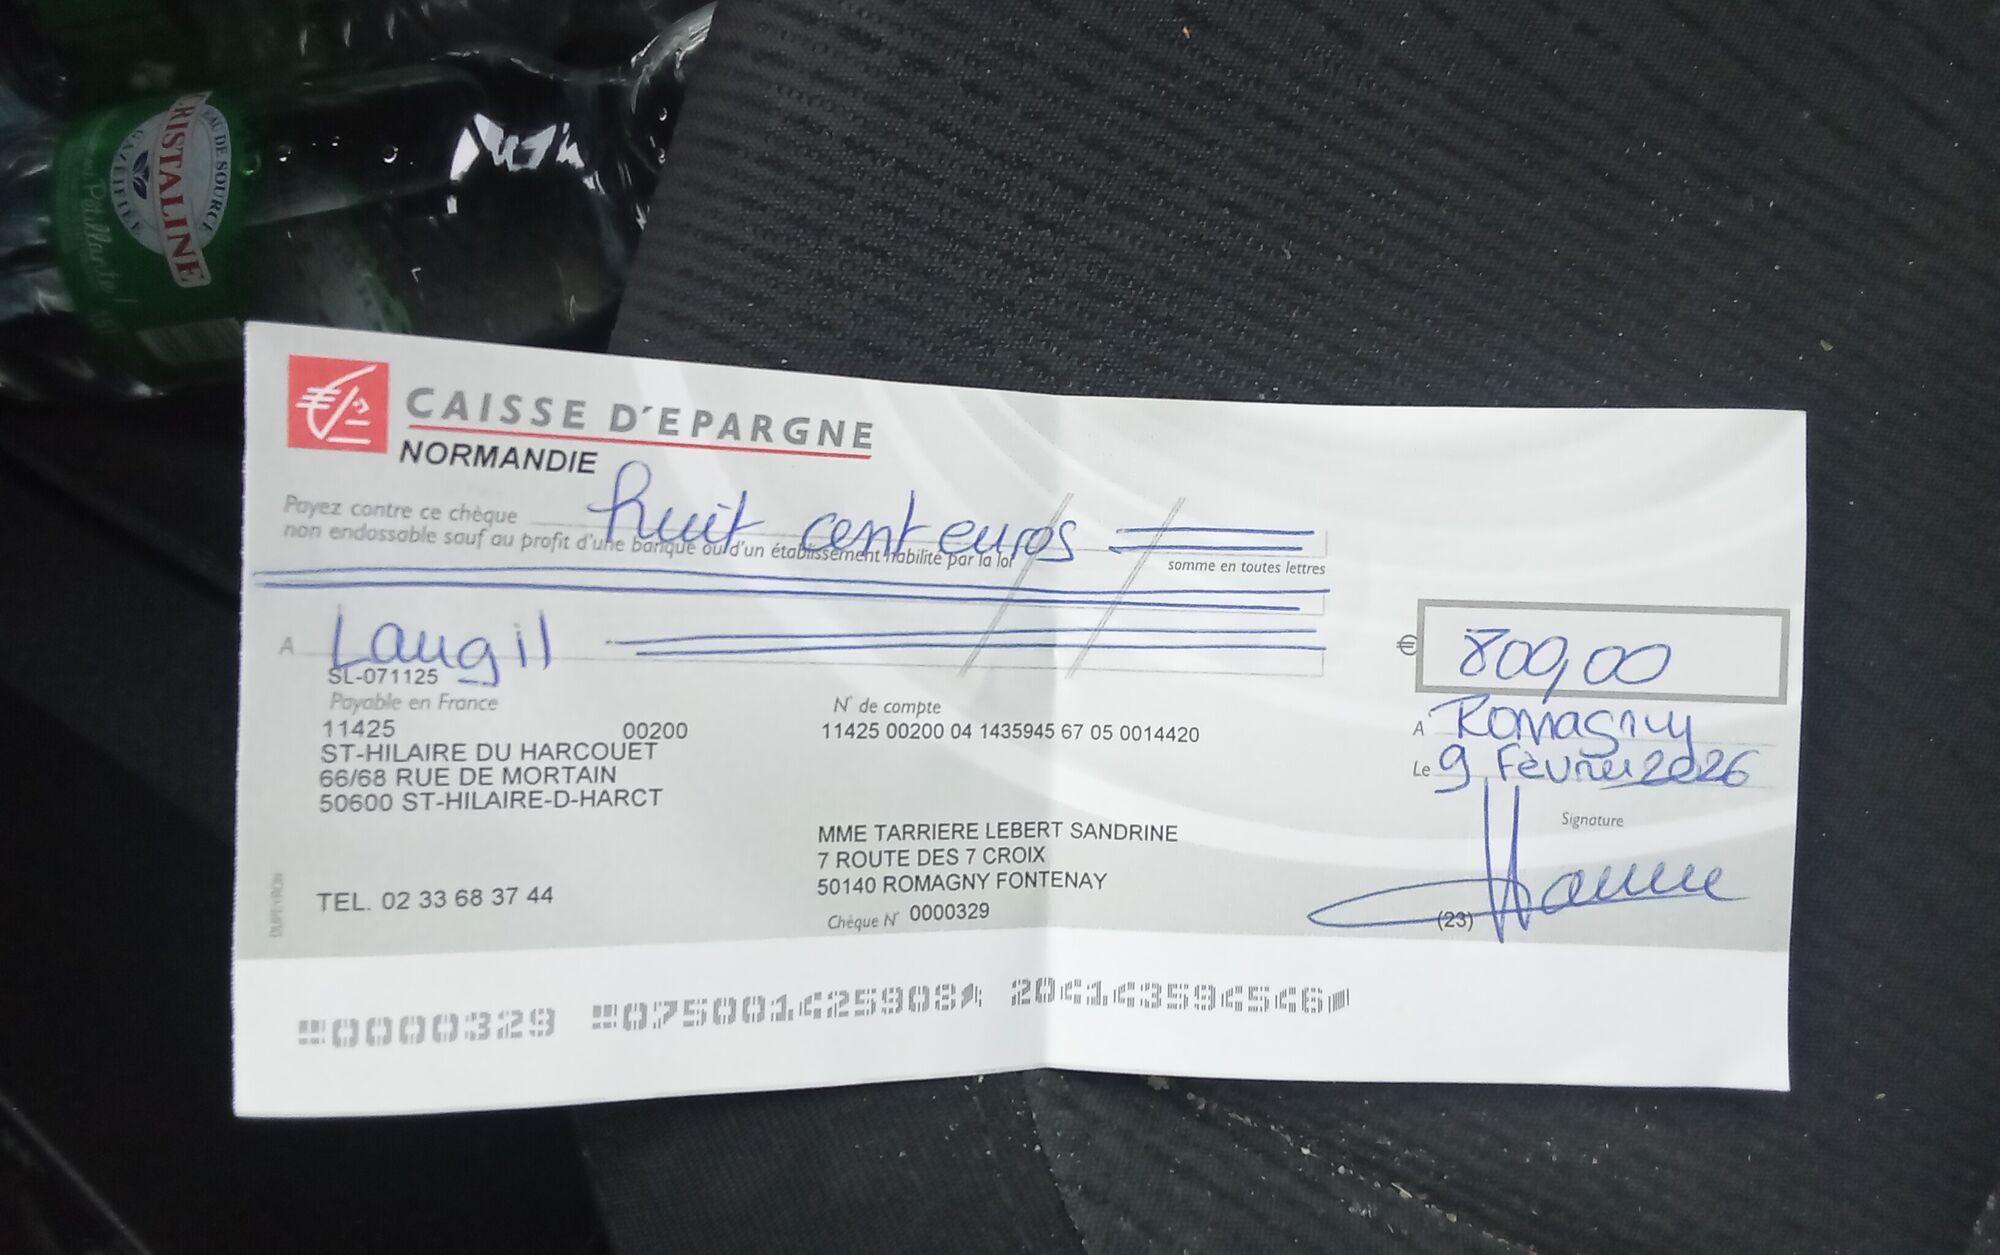 CRISTALINE
EAU DE SOURCE
GAZÉIFIÉE
Pétillante !
CAISSE D'EPARGNE
NORMANDIE
Payez contre ce chèque huit cent euros
non endossable sauf au profit d'une banque ou d'un établissement habilité par la loi
somme en toutes lettres
A Laugil
€ 800,00
SL-071125
Payable en France
11425 00200
ST-HILAIRE DU HARCOUET
66/68 RUE DE MORTAIN
50600 ST-HILAIRE-D-HARCT
TEL. 02 33 68 37 44
N° de compte
11425 00200 04 1435945 67 05 0014420
MME TARRIERE LEBERT SANDRINE
7 ROUTE DES 7 CROIX
50140 ROMAGNY FONTENAY
Chèque N° 0000329
A Romagny
Le 9 Février 2026
Signature
(23)
DUPEYRON
0000329 075001425908 204143594546